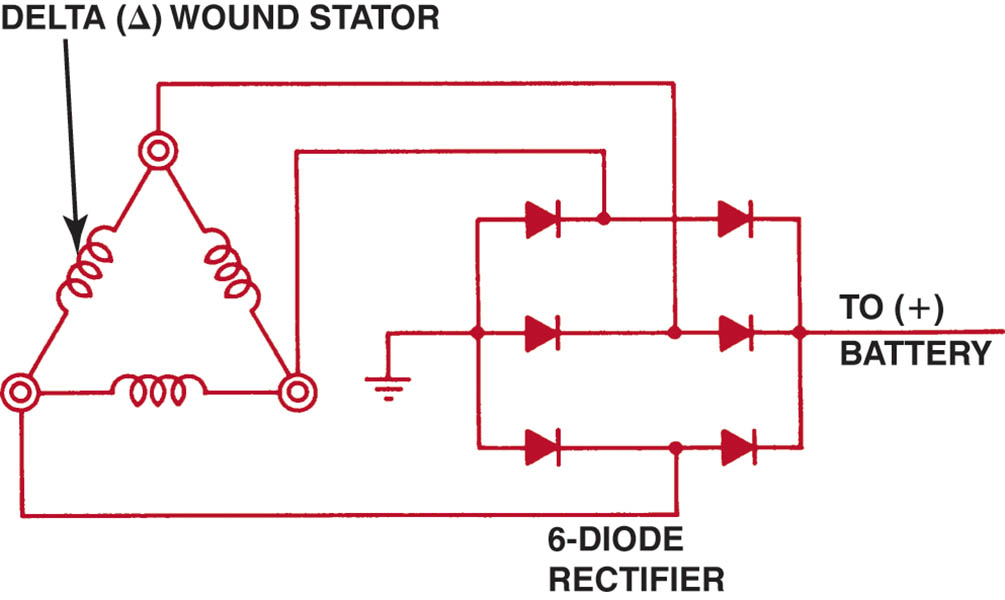 DELTA (Δ) WOUND STATOR
TO (+)
BATTERY
6-DIODE
RECTIFIER